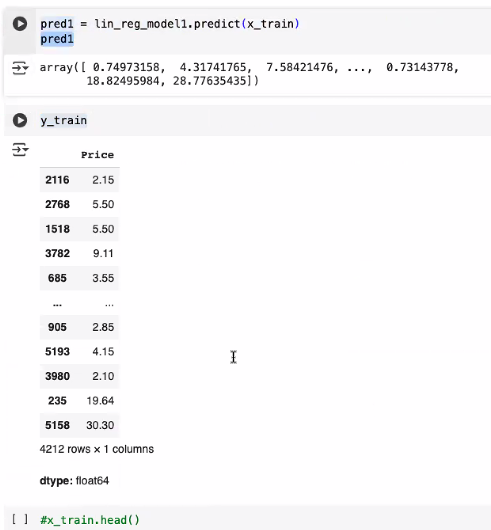 pred1 = lin_reg_model1.predict(x_train)
pred1
array([ 0.74973158,  4.31741765,  7.58421476, ...,  0.73143778,
18.82495984, 28.77635435])
y_train
Price
2116 2.15
2768 5.50
1518 5.50
3782 9.11
685 3.55
... ...
905 2.85
5193 4.15
3980 2.10
235 19.64
5158 30.30
4212 rows × 1 columns
dtype: float64
[ ] #x_train.head()